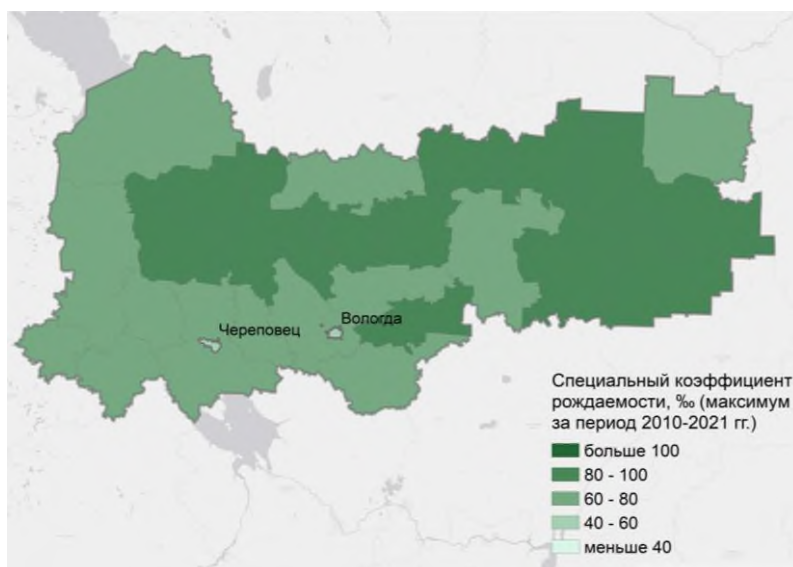 Вологда
Череповец
Специальный коэффициент
рождаемости, ‰ (максимум
за период 2010-2021 гг.)
больше 100
80 - 100
60 - 80
40 - 60
меньше 40